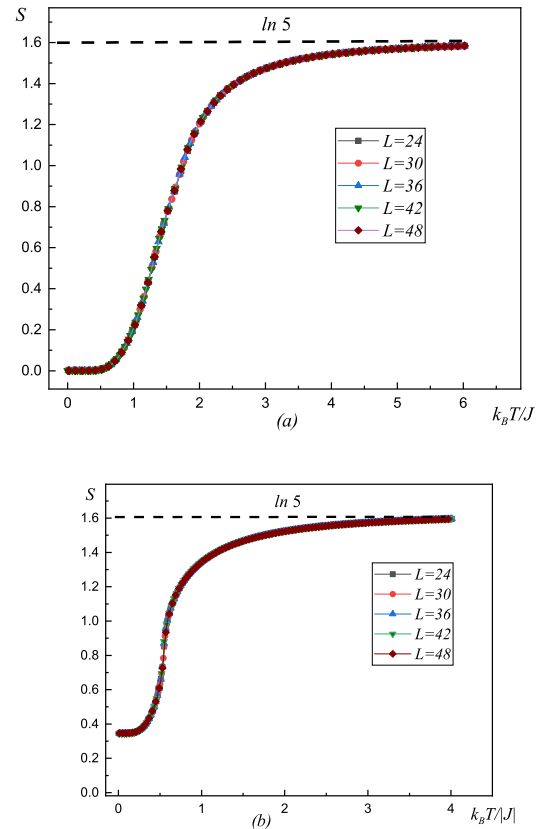 S
ln 5
1.6
1.4
1.2
1.0
0.8
0.6
0.4
0.2
0.0
L=24
L=30
L=36
L=42
L=48
0 1 2 3 4 5 6
k_BT/J
(a)
S
ln 5
1.6
1.4
1.2
1.0
0.8
0.6
0.4
0.2
0.0
L=24
L=30
L=36
L=42
L=48
0 1 2 3 4
k_BT/|J|
(b)